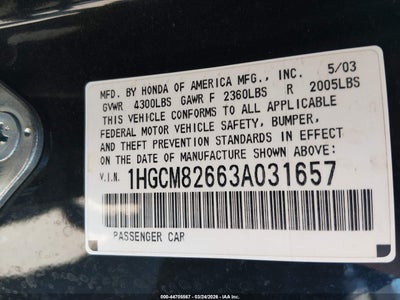 MFD. BY HONDA OF AMERICA MFG., INC. 5/03
GVWR 4300LBS GAWR F 2360LBS R 2005LBS
THIS VEHICLE CONFORMS TO ALL APPLICABLE
FEDERAL MOTOR VEHICLE SAFETY, BUMPER,
AND THEFT PREVENTION STANDARDS IN EFFECT
ON THE DATE OF MANUFACTURE SHOWN ABOVE:
V.I.N. 1HGCM82663A031657
PASSENGER CAR
000-44705567 - 03/24/2026 - IAA Inc.